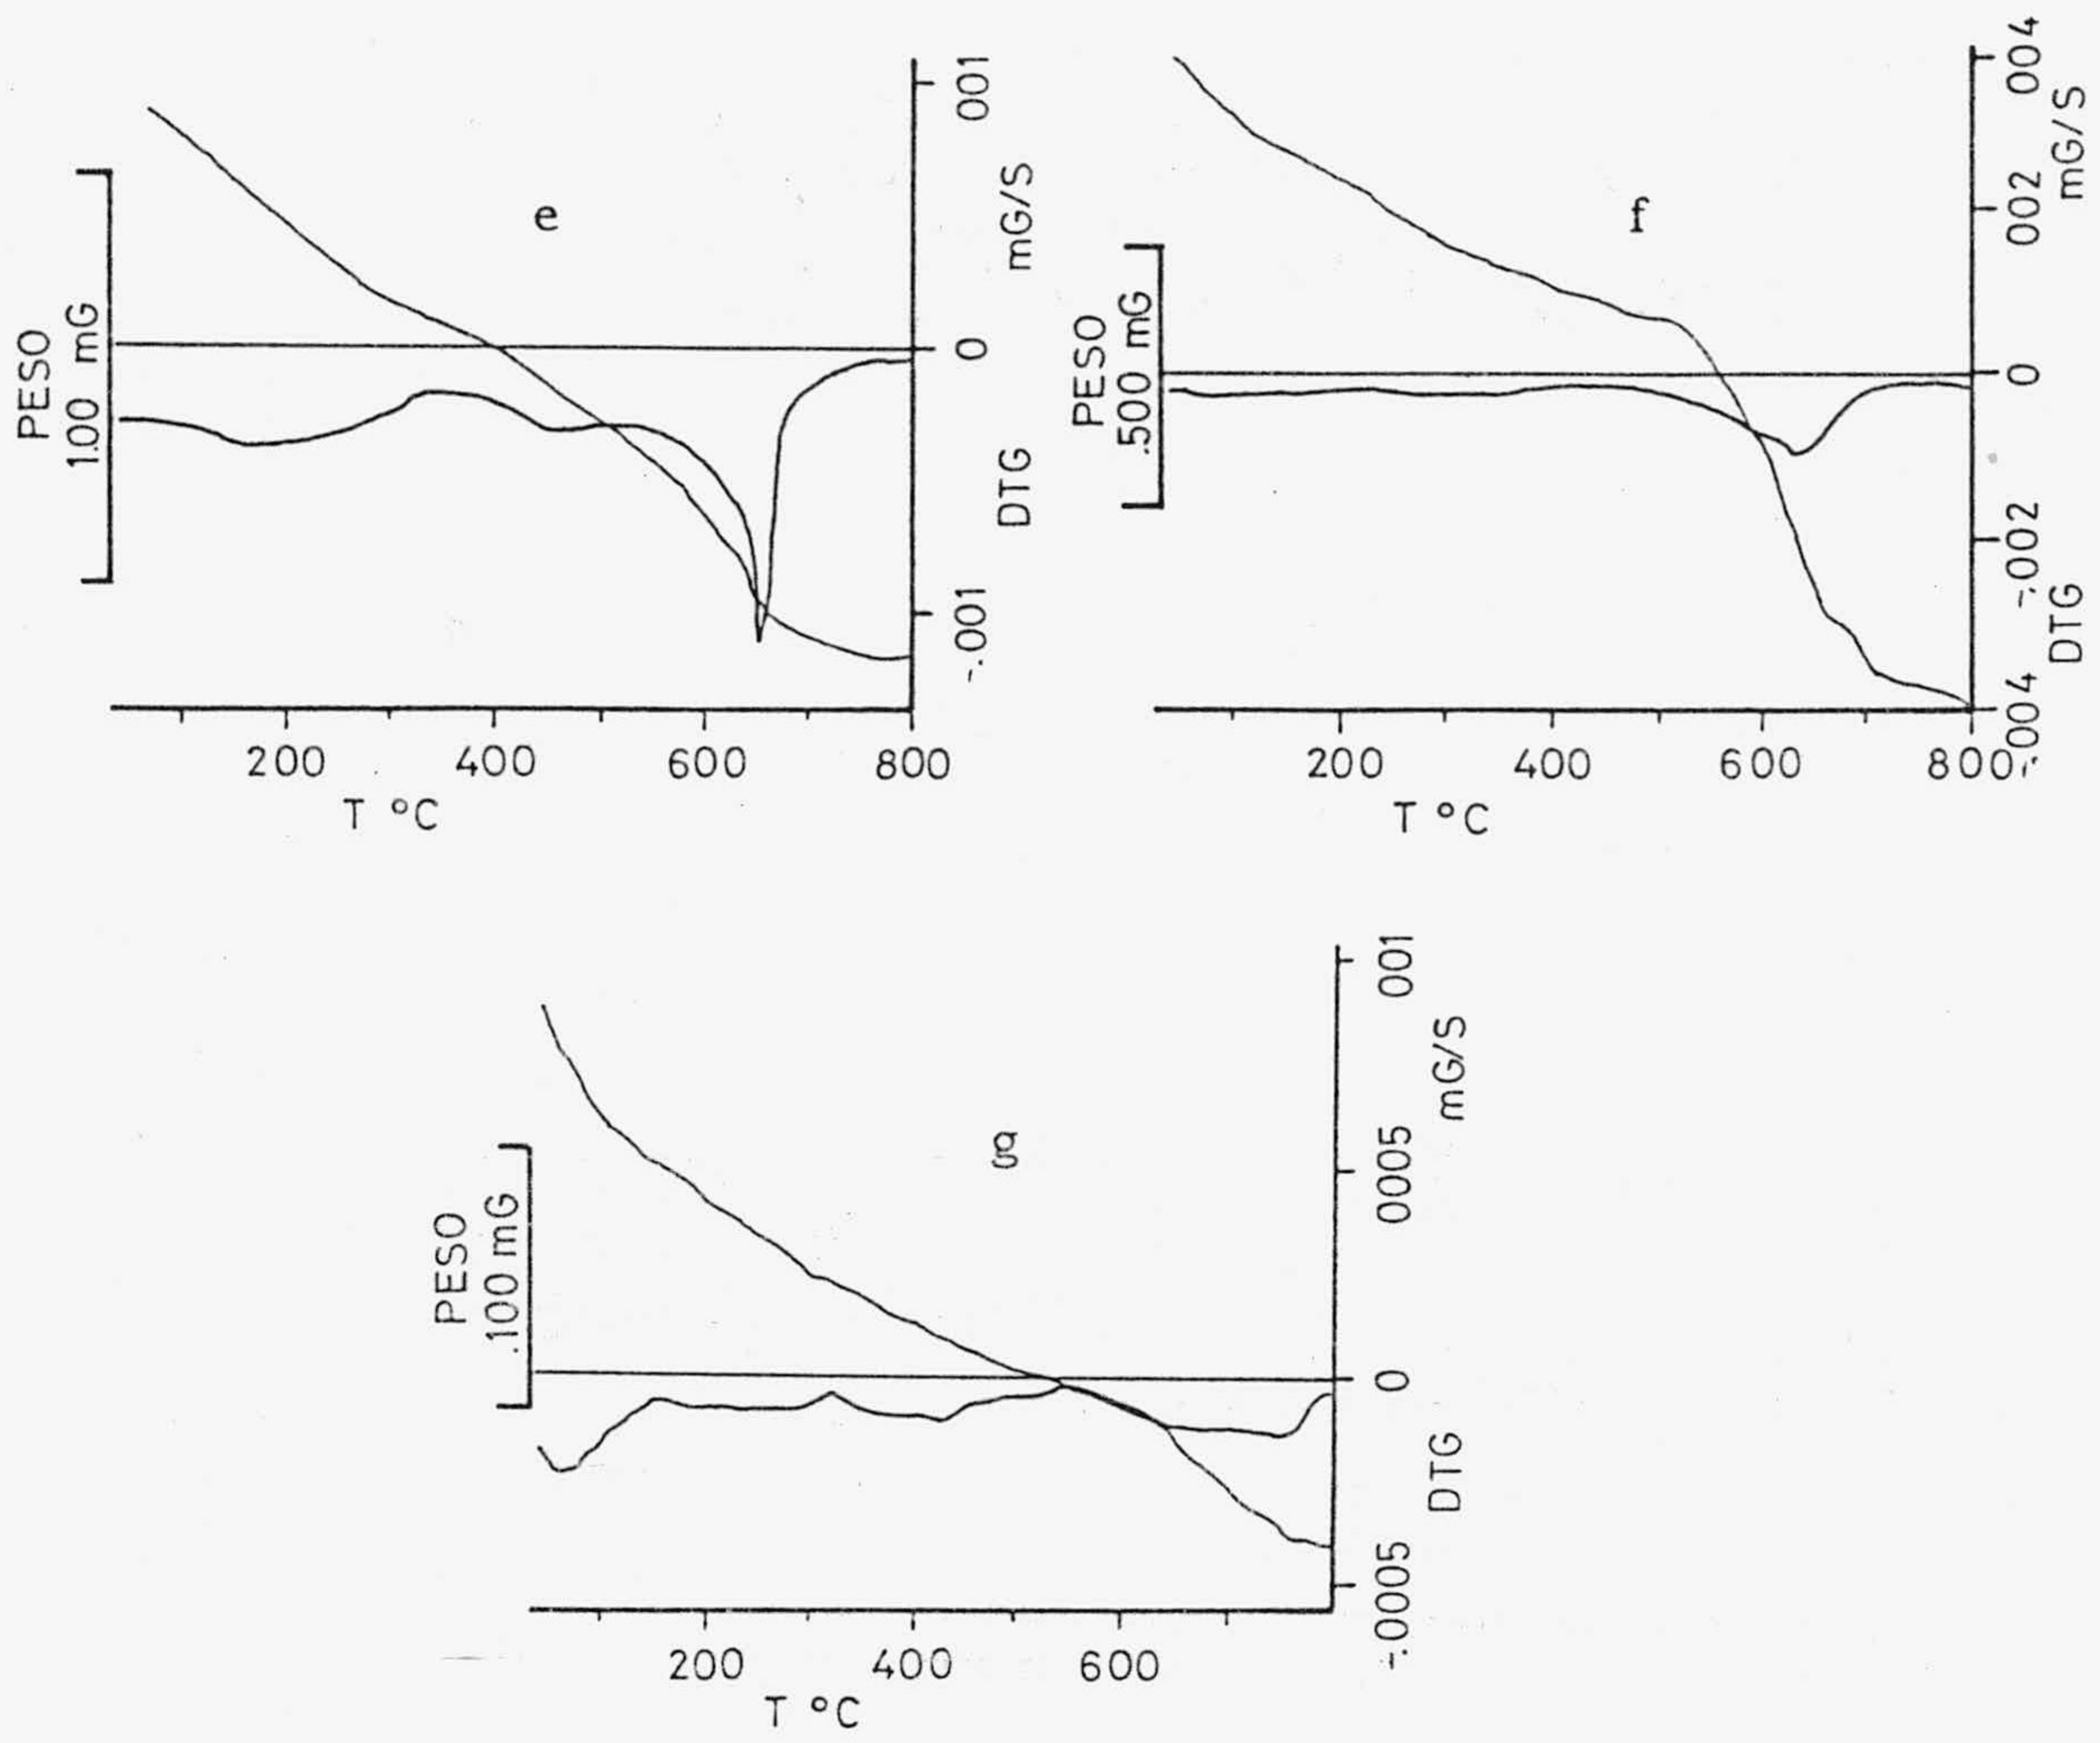 e
PESO
1.00 mG
001
mG/S
0
DTG
-.001
200 400 600 800
T °C
f
PESO
.500 mG
004
002
mG/S
0
-.002
DTG
-.004
200 400 600 800
T °C
g
PESO
.100 mG
001
mG/S
0005
0
DTG
-.0005
200 400 600
T °C